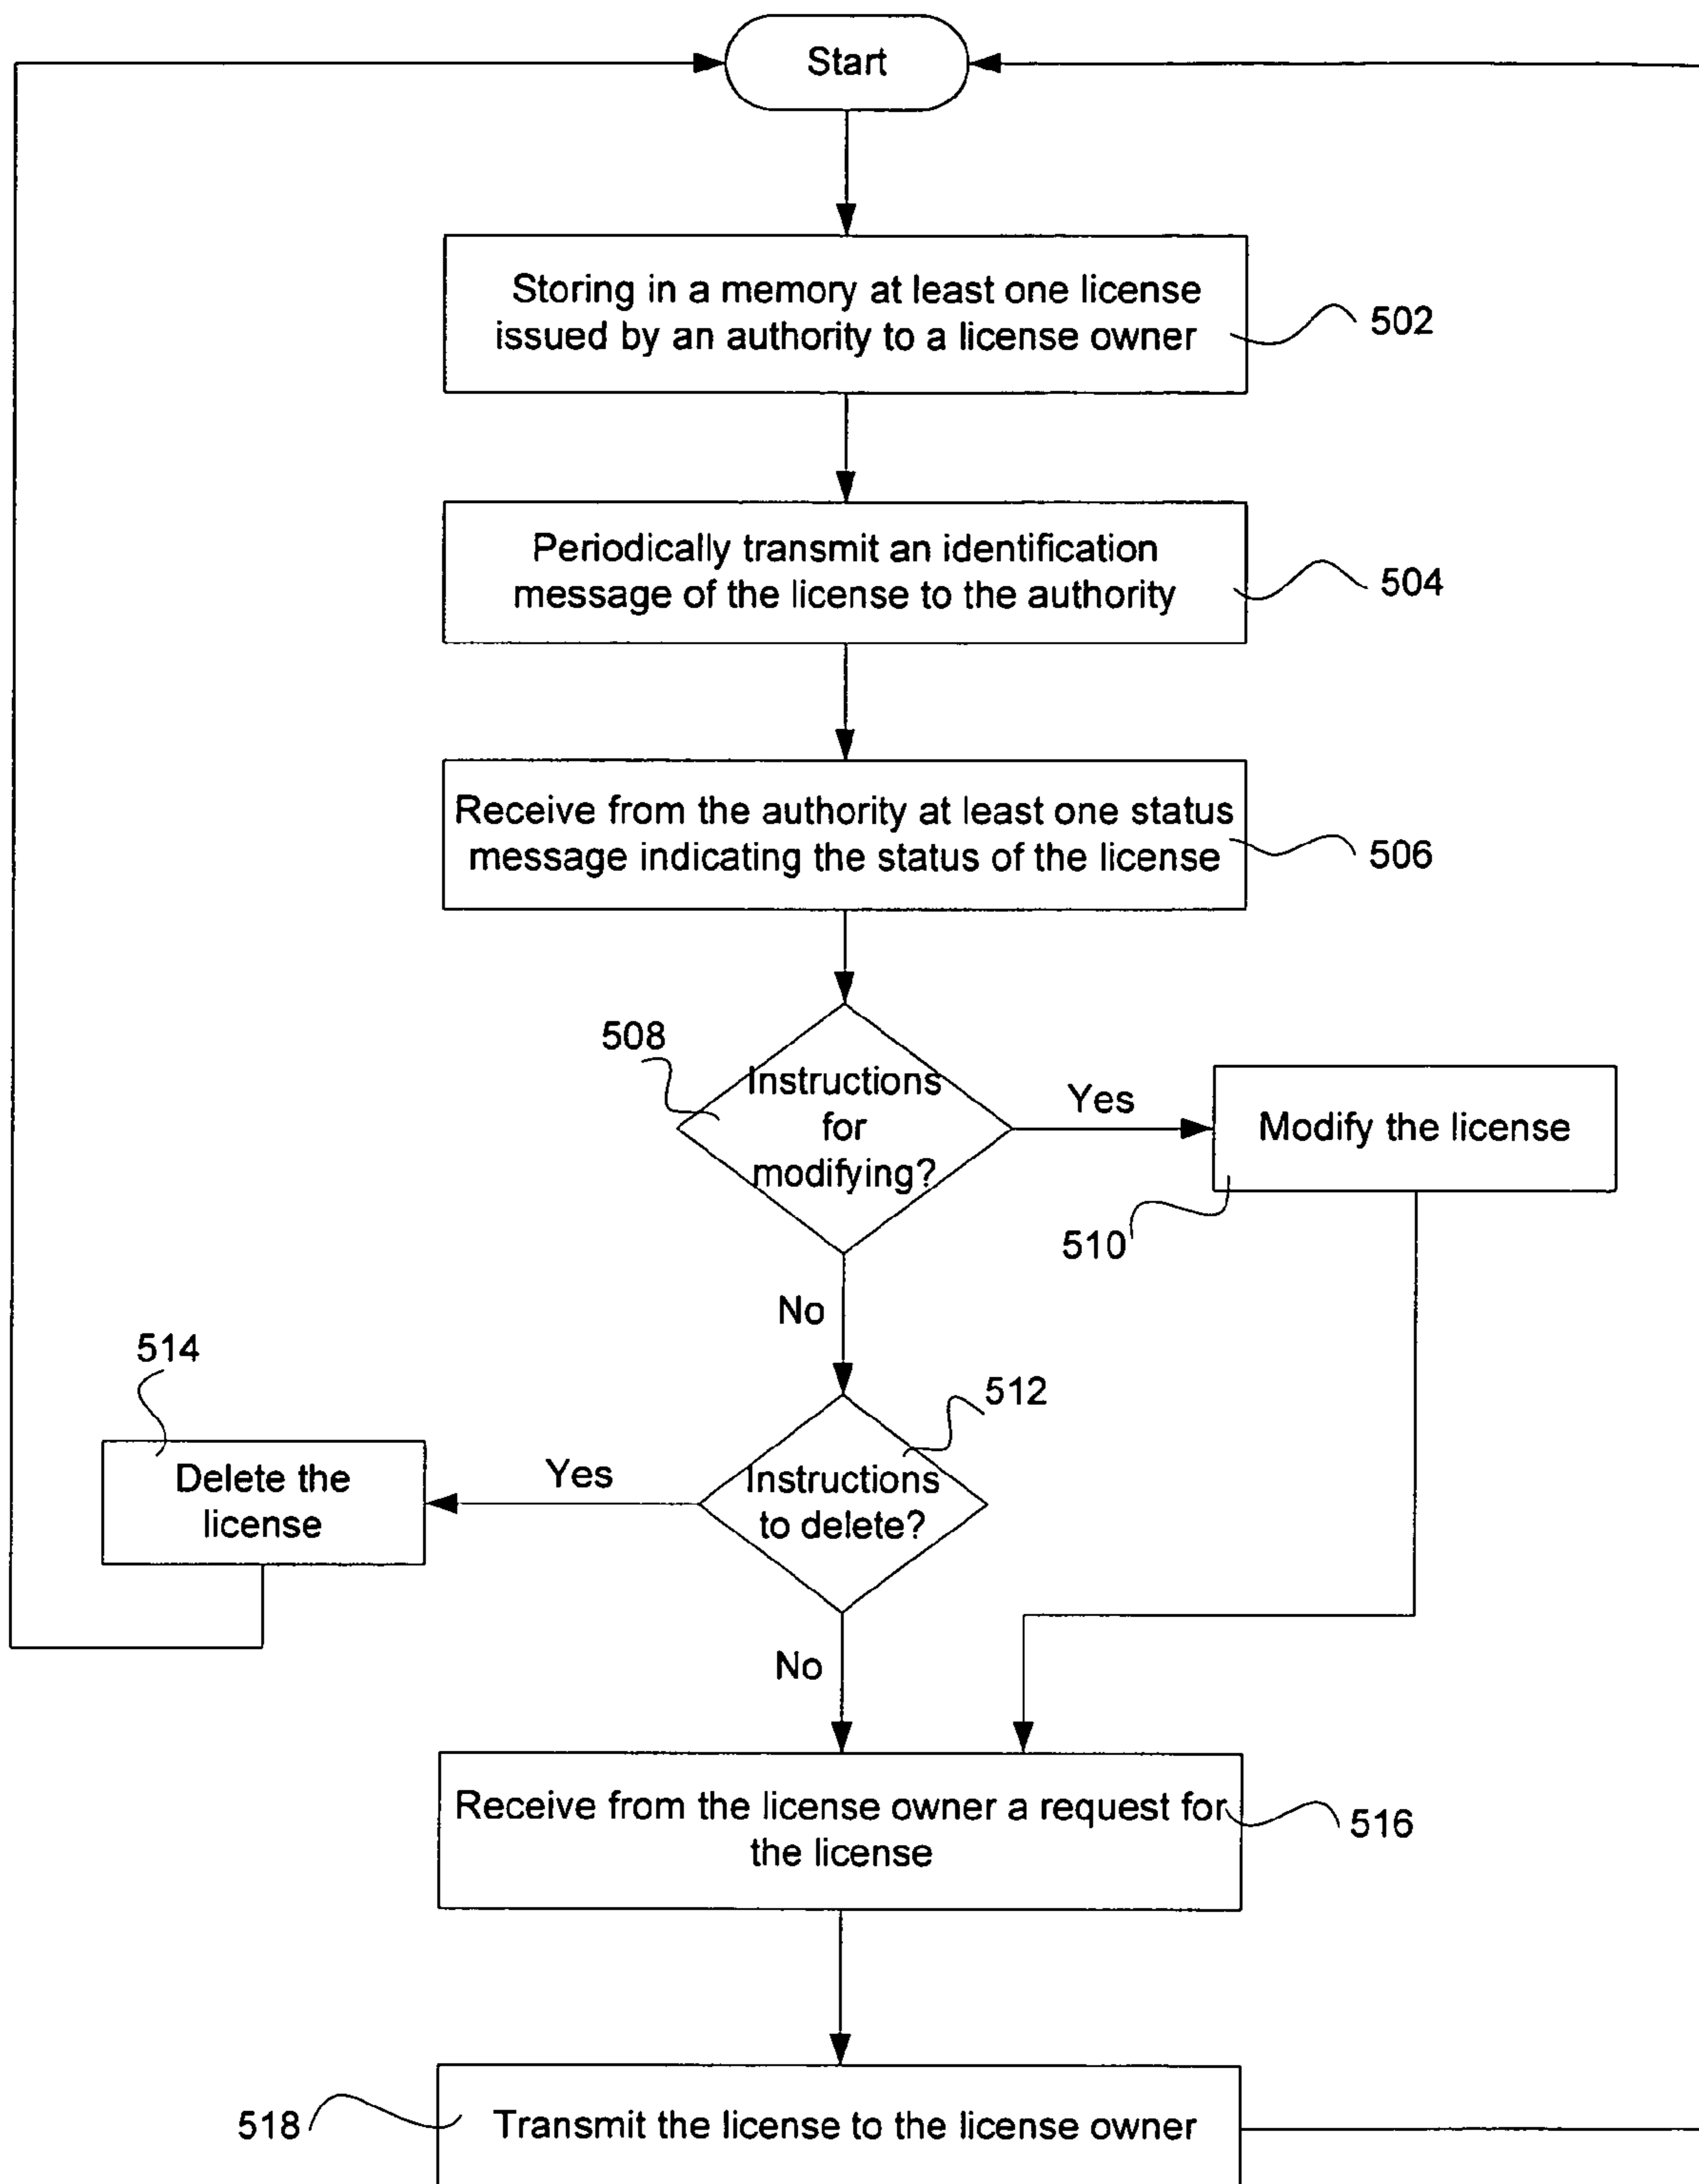 Start
Storing in a memory at least one license
issued by an authority to a license owner
502
Periodically transmit an identification
message of the license to the authority
504
Receive from the authority at least one status
message indicating the status of the license
506
508
Instructions
for
modifying?
Yes
Modify the license
510
No
514
512
Delete the
license
Yes
Instructions
to delete?
No
Receive from the license owner a request for
the license
516
518
Transmit the license to the license owner